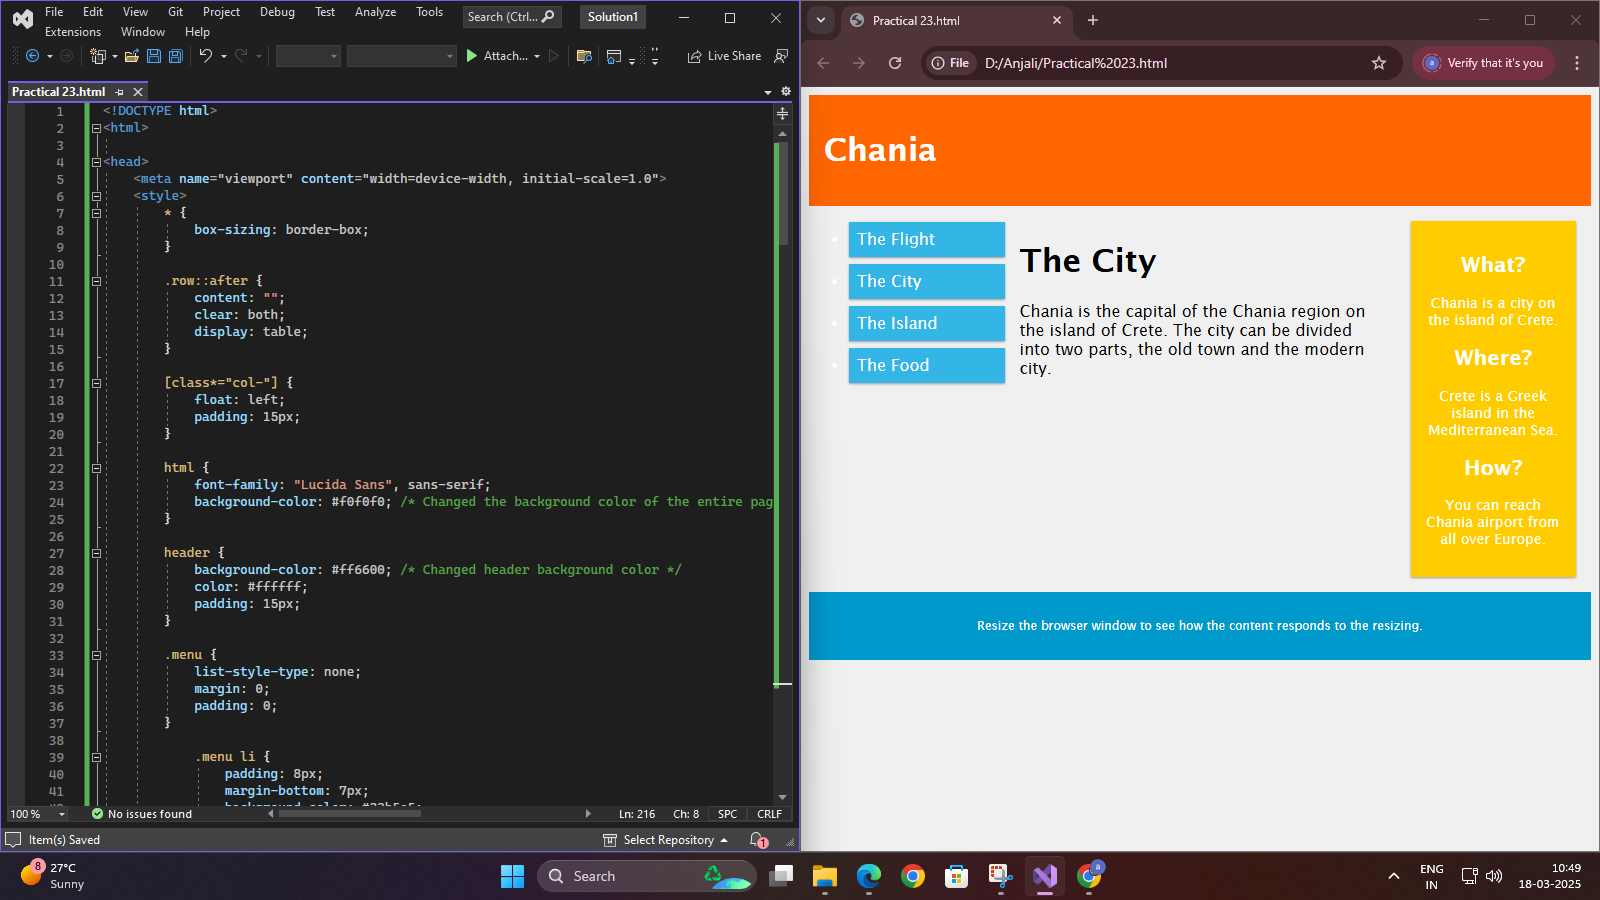 File Edit View Git Project Debug Test Analyze Tools
Extensions Window Help
Search (Ctrl...
Solution1
Attach...
Live Share
Practical 23.html
1 <!DOCTYPE html>
2 <html>
3
4 <head>
5 <meta name="viewport" content="width=device-width, initial-scale=1.0">
6 <style>
7 * {
8 box-sizing: border-box;
9 }
10
11 .row::after {
12 content: "";
13 clear: both;
14 display: table;
15 }
16
17 [class*="col-"] {
18 float: left;
19 padding: 15px;
20 }
21
22 html {
23 font-family: "Lucida Sans", sans-serif;
24 background-color: #f0f0f0; /* Changed the background color of the entire pag
25 }
26
27 header {
28 background-color: #ff6600; /* Changed header background color */
29 color: #ffffff;
30 padding: 15px;
31 }
32
33 .menu {
34 list-style-type: none;
35 margin: 0;
36 padding: 0;
37 }
38
39 .menu li {
40 padding: 8px;
41 margin-bottom: 7px;
100 %
No issues found
Ln: 216 Ch: 8 SPC CRLF
Item(s) Saved
Select Repository
1
Practical 23.html
File
D:/Anjali/Practical%2023.html
a
Verify that it's you
Chania
The Flight
The City
The Island
The Food
The City
Chania is the capital of the Chania region on
the island of Crete. The city can be divided
into two parts, the old town and the modern
city.
What?
Chania is a city on
the island of Crete.
Where?
Crete is a Greek
island in the
Mediterranean Sea.
How?
You can reach
Chania airport from
all over Europe.
Resize the browser window to see how the content responds to the resizing.
8
27°C
Sunny
Search
a
ENG
IN
10:49
18-03-2025